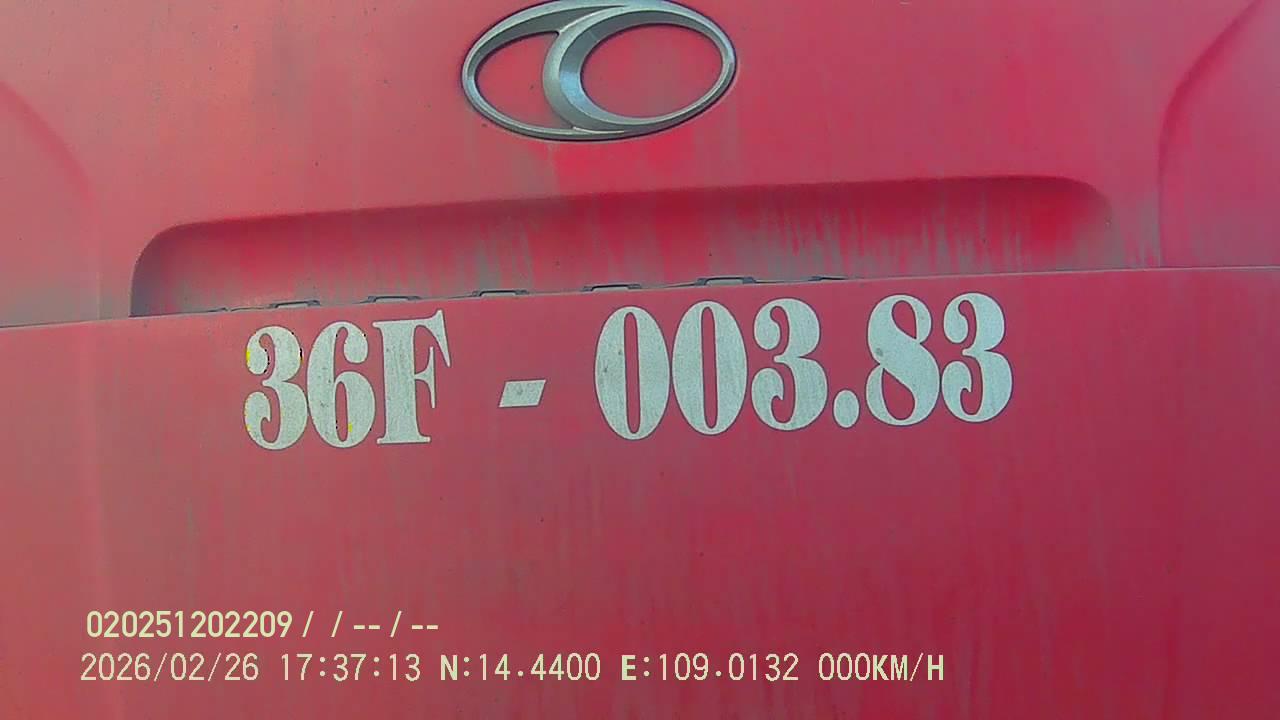 36F - 003.83
020251202209 / / -- / --
2026/02/26 17:37:13 N:14.4400 E:109.0132 000KM/H